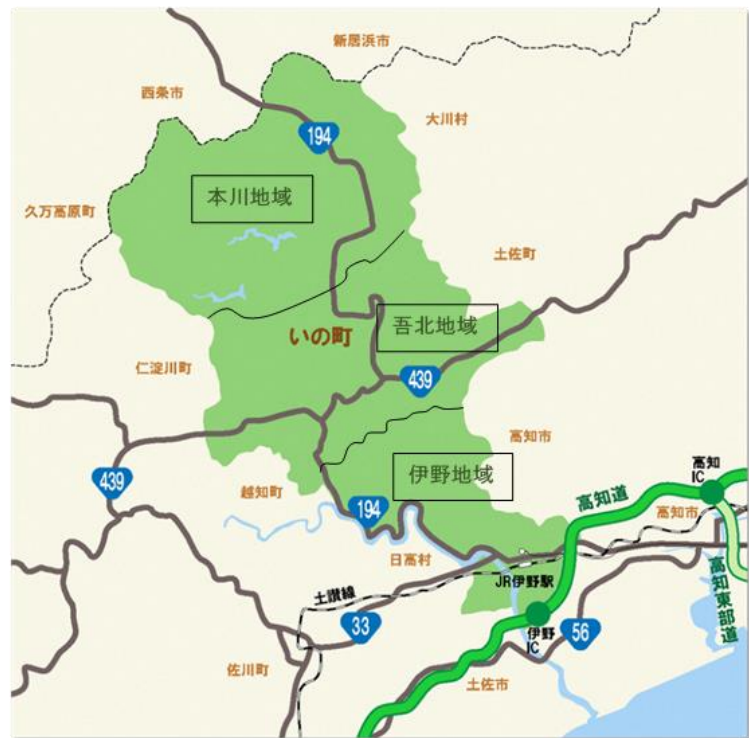 新居浜市
西条市
大川村
194
本川地域
久万高原町
土佐町
吾北地域
いの町
仁淀川町
439
高知市
伊野地域
439
高知
IC
越知町
194
高知道
高知市
日高村
JR伊野駅
土讃線
高知東部道
33
伊野
IC
56
佐川町
土佐市